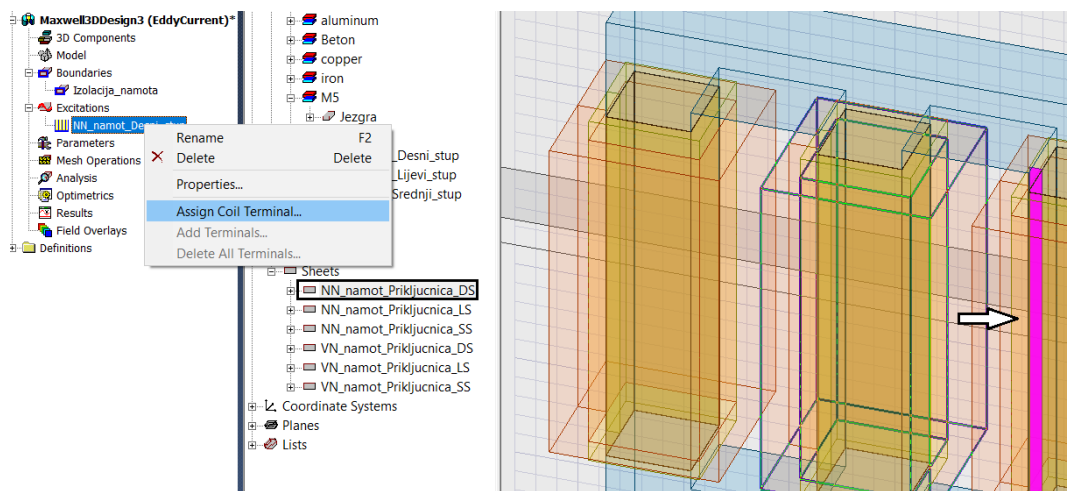 Maxwell3DDesign3 (EddyCurrent)*
3D Components
Model
Boundaries
Izolacija_namota
Excitations
NN_namot_De
Parameters
Mesh Operations
Analysis
Optimetrics
Results
Field Overlays
Definitions
Rename F2
Delete Delete
Properties...
Assign Coil Terminal...
Add Terminals...
Delete All Terminals...
aluminum
Beton
copper
iron
M5
Jezgra
_Desni_stup
_Lijevi_stup
Srednji_stup
Sheets
NN_namot_Prikljucnica_DS
NN_namot_Prikljucnica_LS
NN_namot_Prikljucnica_SS
VN_namot_Prikljucnica_DS
VN_namot_Prikljucnica_LS
VN_namot_Prikljucnica_SS
Coordinate Systems
Planes
Lists